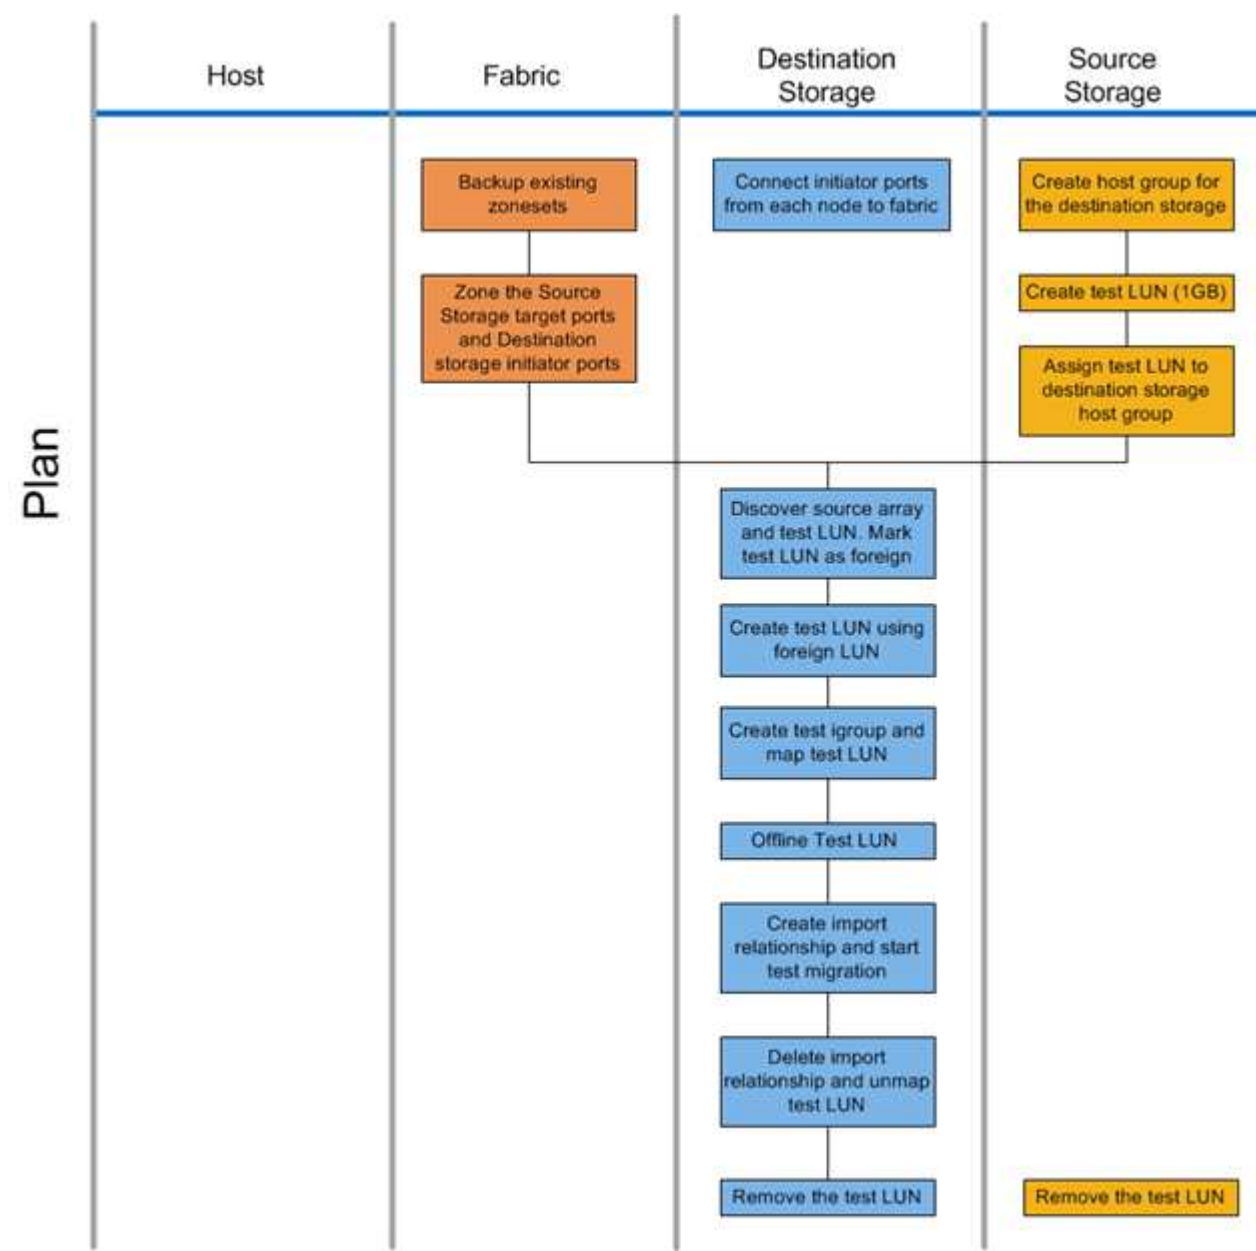 Host
Fabric
Destination
Storage
Source
Storage
Plan
Backup existing
zonesets
Zone the Source
Storage target ports
and Destination
storage initiator ports
Connect initiator ports
from each node to fabric
Create host group for
the destination storage
Create test LUN (1GB)
Assign test LUN to
destination storage
host group
Discover source array
and test LUN. Mark
test LUN as foreign
Create test LUN using
foreign LUN
Create test igroup and
map test LUN
Offline Test LUN
Create import
relationship and start
test migration
Delete import
relationship and unmap
test LUN
Remove the test LUN
Remove the test LUN